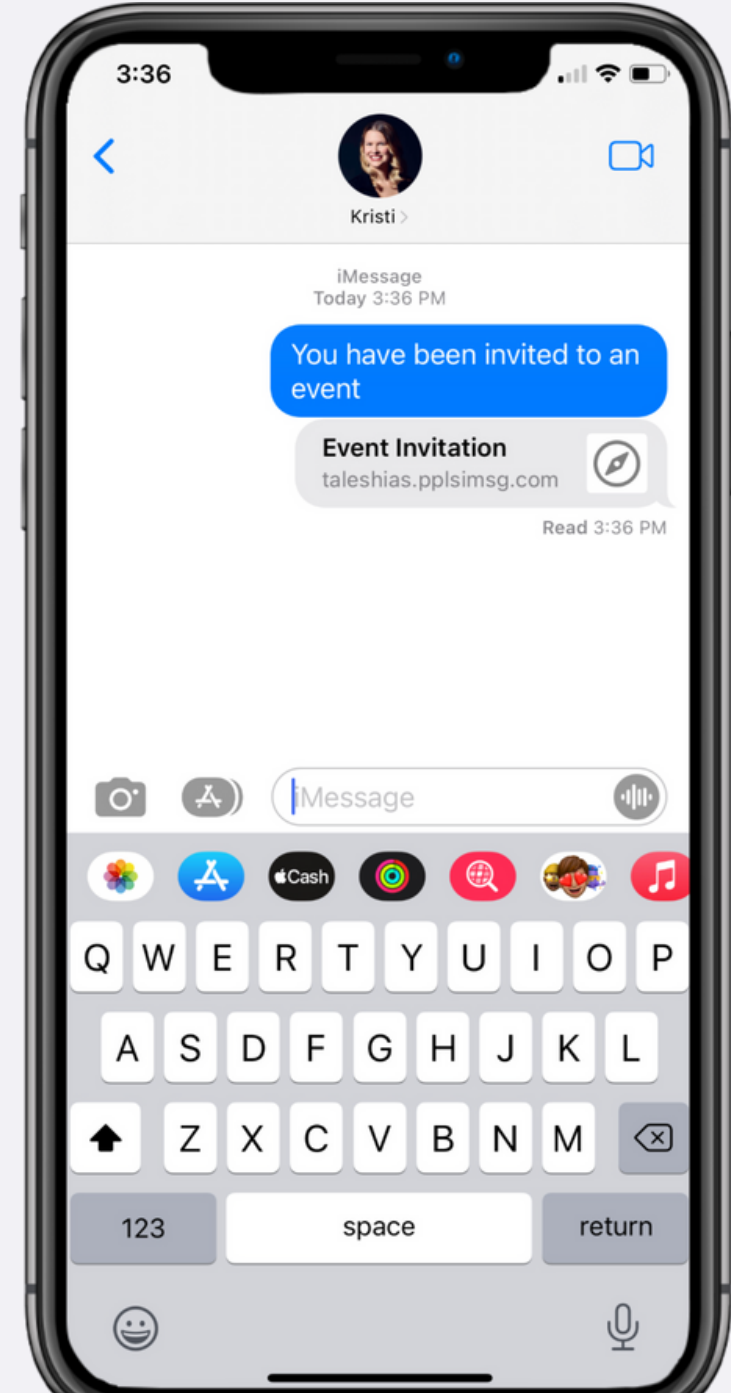 3:36
Kristi
iMessage
Today 3:36 PM
You have been invited to an
event
Event Invitation
taleshias.pplsimsg.com
Read 3:36 PM
iMessage
Cash
Q W E R T Y U I O P
A S D F G H J K L
Z X C V B N M
123 space return